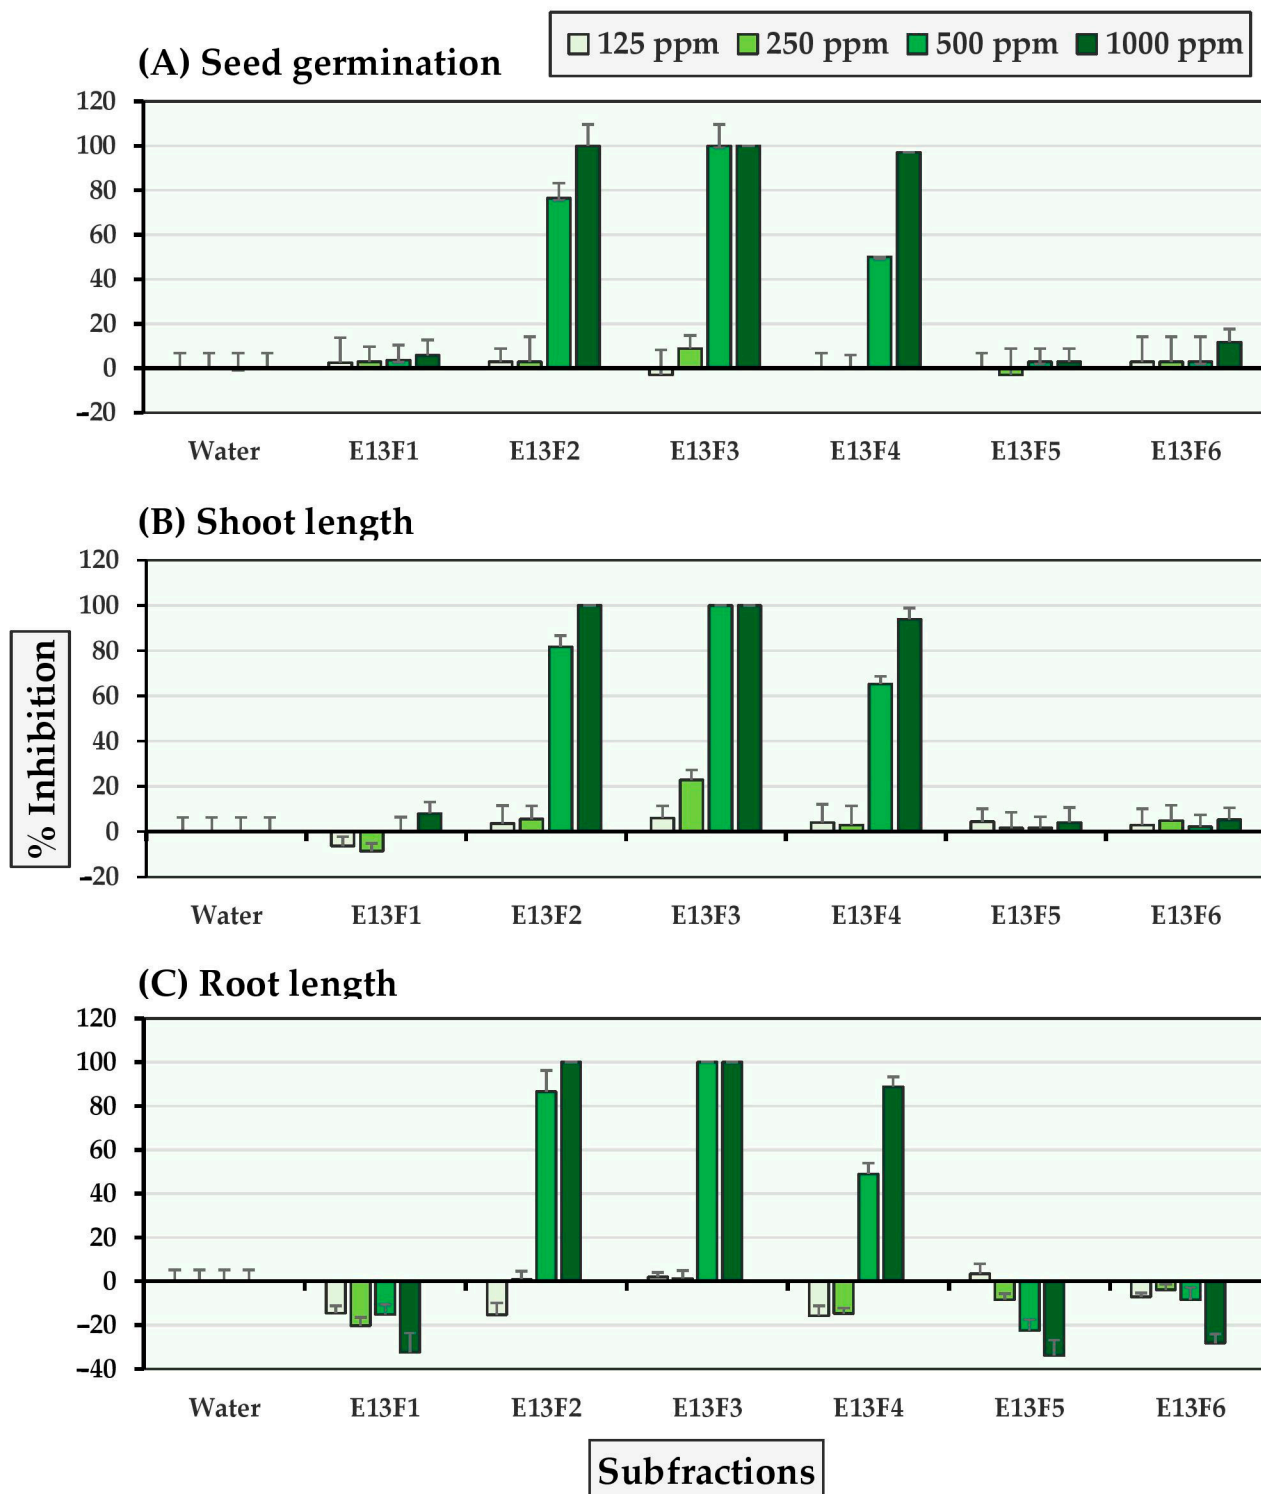 125 ppm 250 ppm 500 ppm 1000 ppm
(A) Seed germination
120
100
80
60
40
20
0
–20
Water E13F1 E13F2 E13F3 E13F4 E13F5 E13F6
(B) Shoot length
120
100
80
60
40
20
0
–20
Water E13F1 E13F2 E13F3 E13F4 E13F5 E13F6
% Inhibition
(C) Root length
120
100
80
60
40
20
0
–20
–40
Water E13F1 E13F2 E13F3 E13F4 E13F5 E13F6
Subfractions